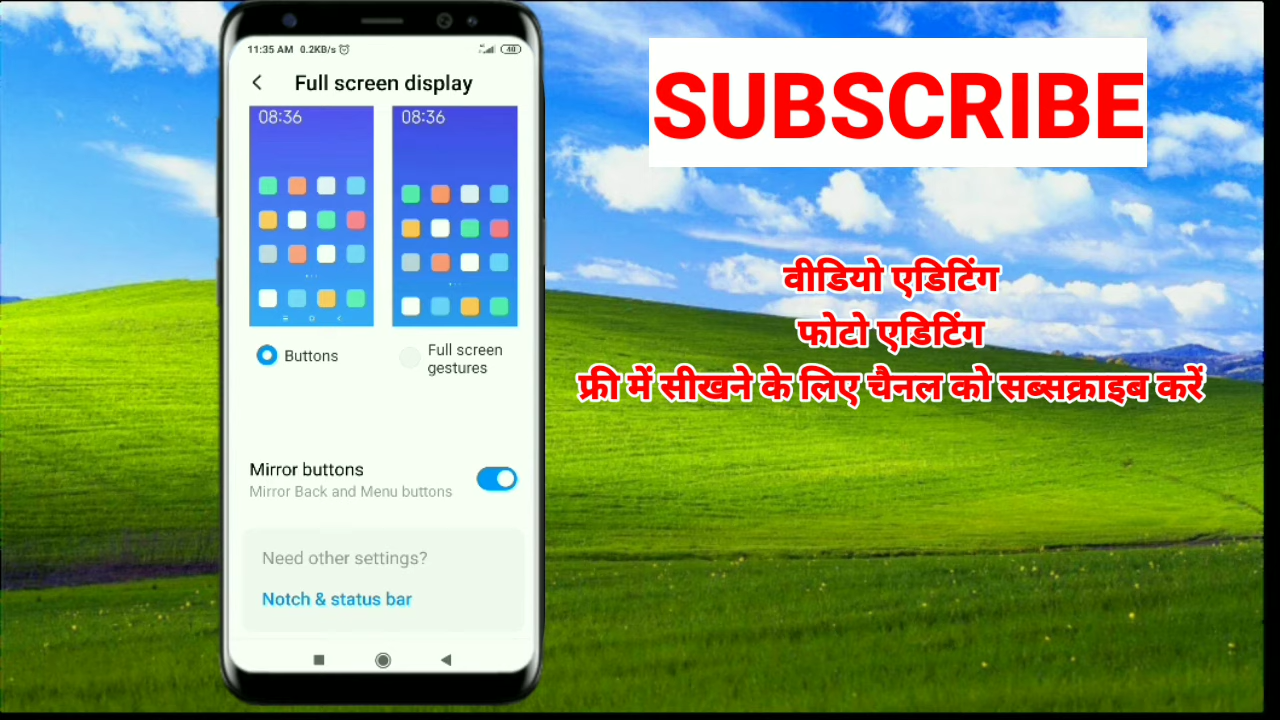 11:35 AM 0.2KB/s 40
Full screen display
08:36 08:36
Buttons
Full screen
gestures
Mirror buttons
Mirror Back and Menu buttons
Need other settings?
Notch & status bar
SUBSCRIBE
वीडियो एडिटिंग
फोटो एडिटिंग
फ्री में सीखने के लिए चैनल को सब्सक्राइब करें